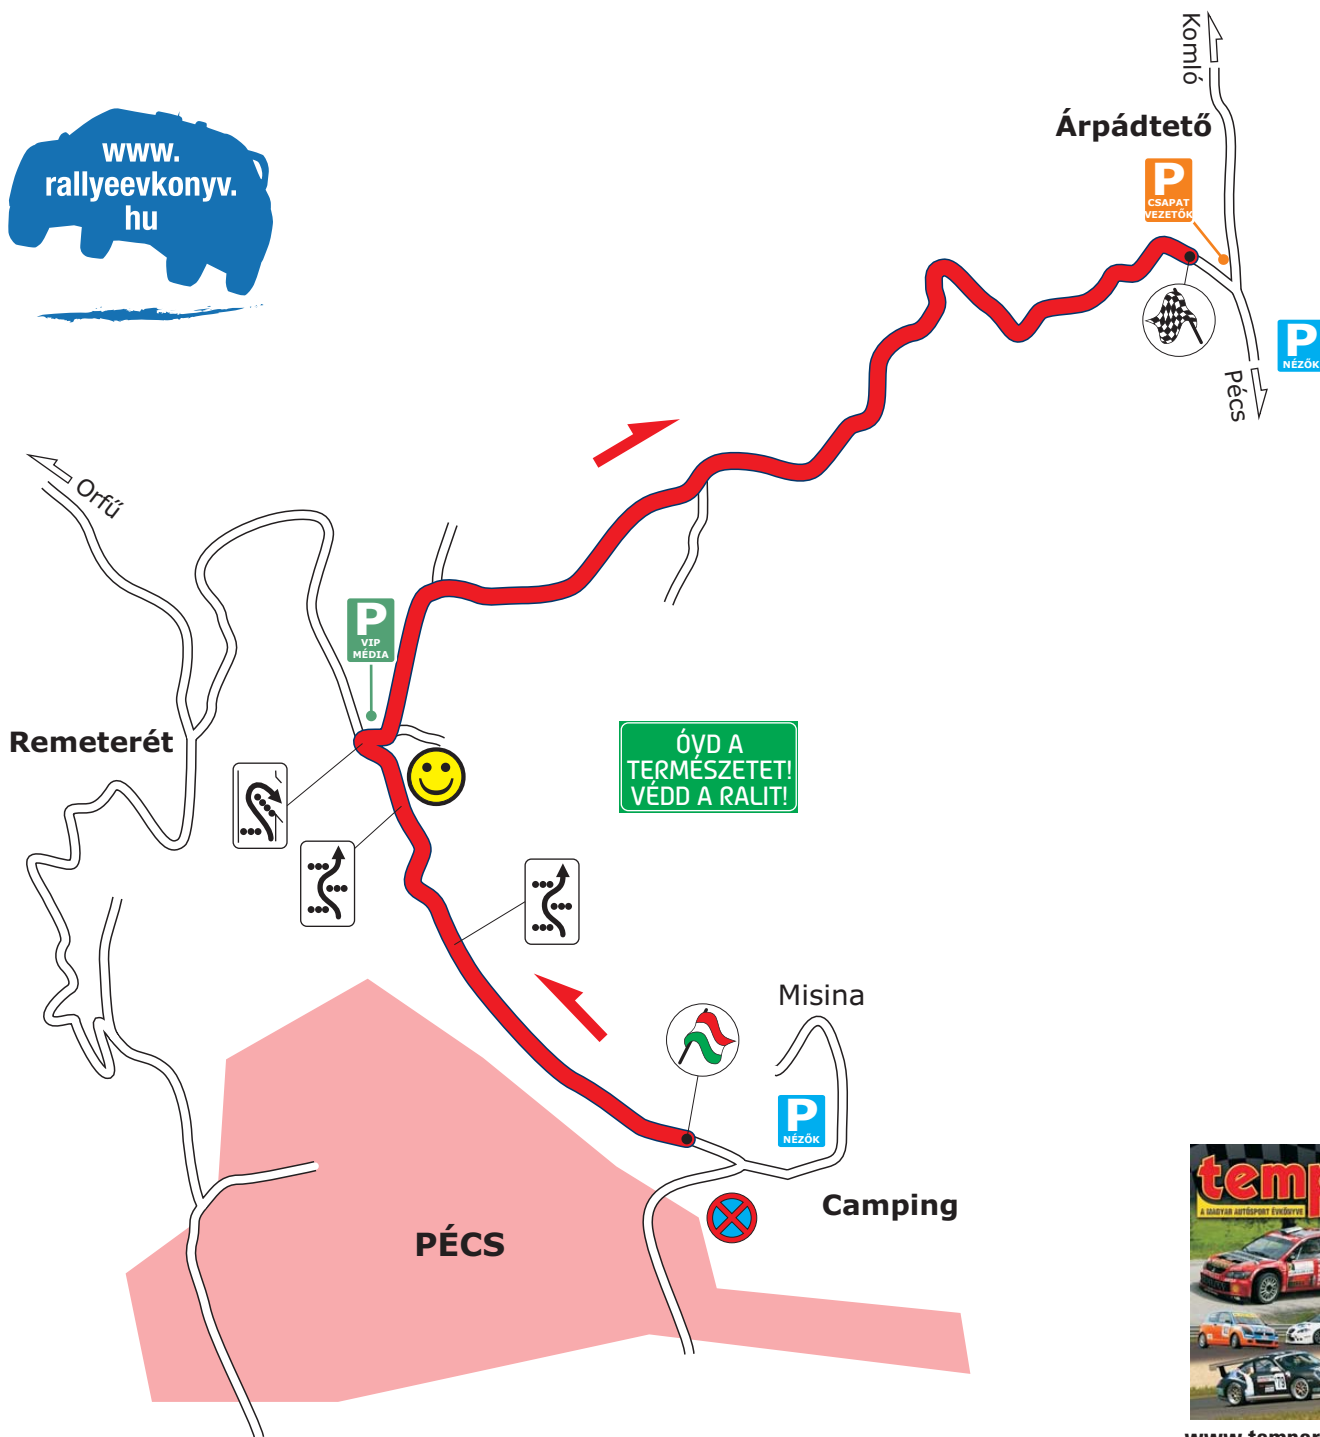 Komló
Árpádtető
www.
rallyeevkonyv.
hu
P
CSAPAT
VEZETŐK
P
NÉZŐK
Pécs
Orfű
P
VIP
MÉDIA
Remeterét
ÓVD A
TERMÉSZETET!
VÉDD A RALIT!
Misina
P
NÉZŐK
Camping
PÉCS
temp
A MAGYAR AUTÓSPORT ÉVKÖNYVE